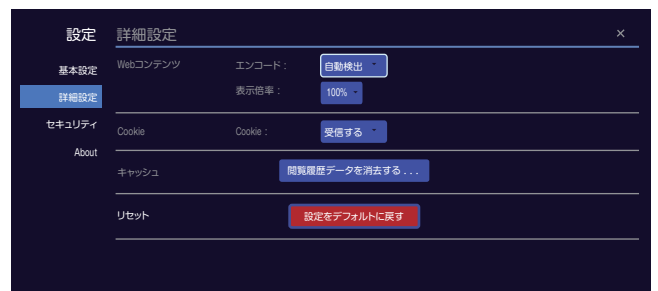 設定
詳細設定
×
基本設定
詳細設定
セキュリティ
About
Webコンテンツ
エンコード:
自動検出
表示倍率:
100%
Cookie
Cookie:
受信する
キャッシュ
閲覧履歴データを消去する...
リセット
設定をデフォルトに戻す